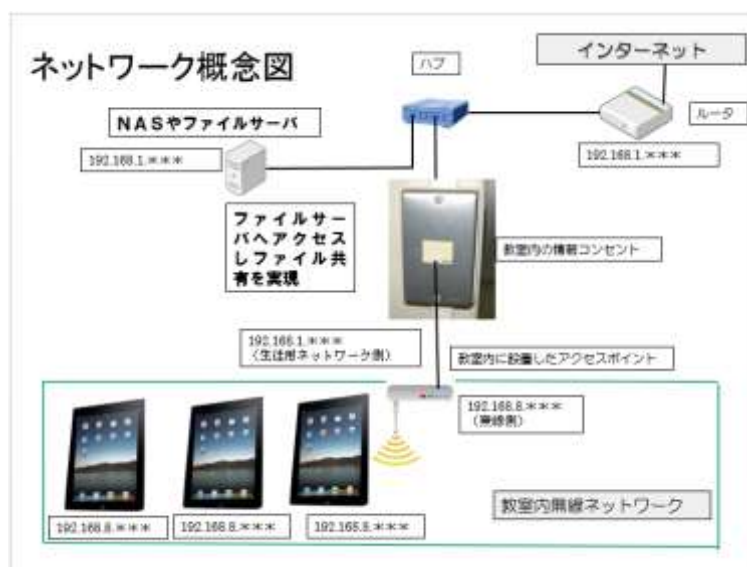 ネットワーク概念図
ハブ
インターネット
ルータ
NASやファイルサーバ
192.168.1.***
192.168.1.***
ファイルサー
バへアクセス
しファイル共
有を実現
教室内の情報コンセント
192.168.1.***
(生徒用ネットワーク側)
教室内に設置したアクセスポイント
192.168.8.***
(無線側)
教室内無線ネットワーク
192.168.8.***
192.168.8.***
192.168.8.***